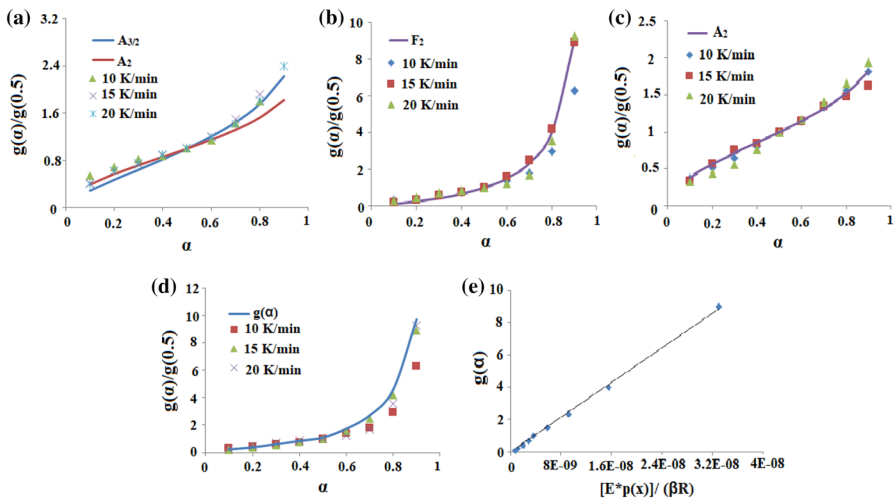 (a)
g(α)/g(0.5)
3.2
2.4
1.6
0.8
0
A3/2
A2
10 K/min
15 K/min
20 K/min
0 0.2 0.4 0.6 0.8 1
α
(b)
g(α)/g(0.5)
10
8
6
4
2
0
F2
10 K/min
15 K/min
20 K/min
0 0.2 0.4 0.6 0.8 1
α
(c)
g(α)/g(0.5)
2.5
2
1.5
1
0.5
0
A2
10 K/min
15 K/min
20 K/min
0 0.2 0.4 0.6 0.8 1
α
(d)
g(α)/g(0.5)
12
10
8
6
4
2
0
g(α)
10 K/min
15 K/min
20 K/min
0 0.2 0.4 0.6 0.8 1
α
(e)
g(α)
10
8
6
4
2
0
0 8E-09 1.6E-08 2.4E-08 3.2E-08 4E-08
[E*p(x)]/ (βR)